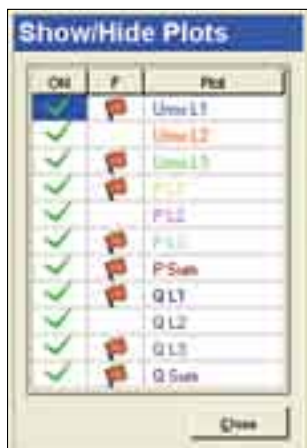 Show/Hide Plots
ON F Plot
Urms L1
Urms L2
Urms L3
P L1
P L2
P L3
P Sum
Q L1
Q L2
Q L3
Q Sum
Close